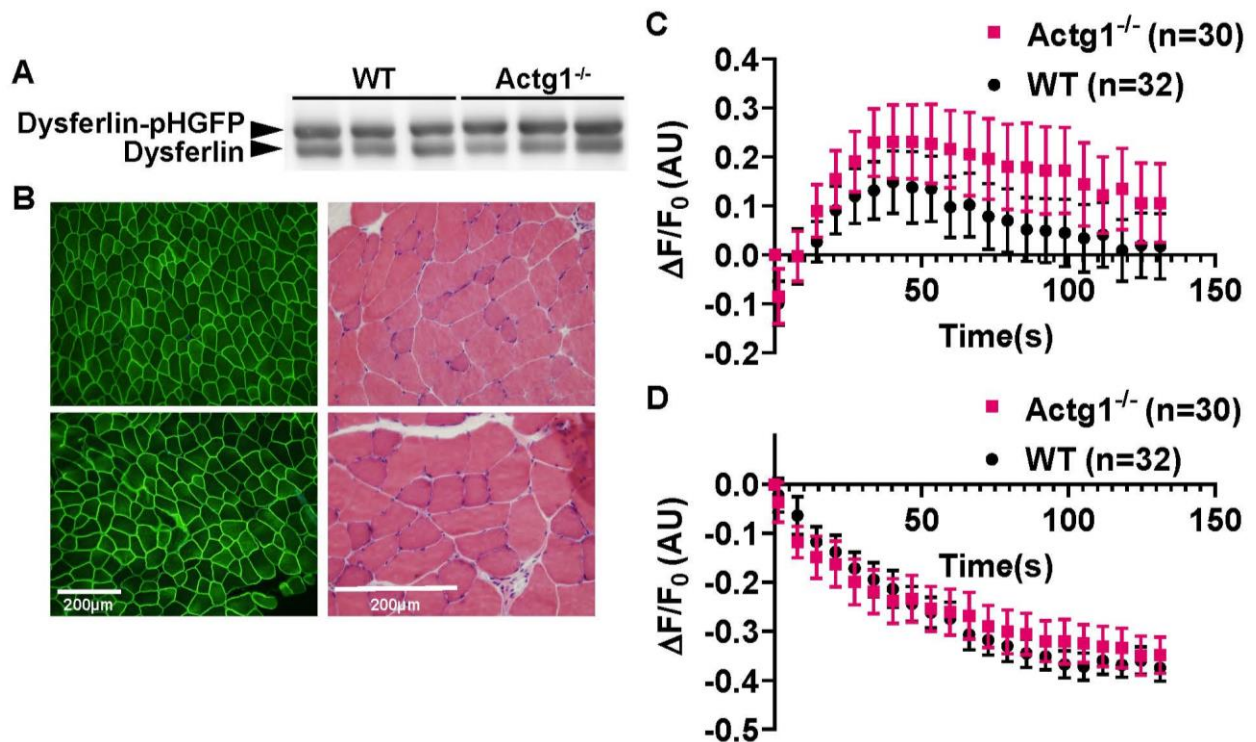 A
WT Actg1-/-
Dysferlin-pHGFP
Dysferlin
B
200µm
200µm
C
Actg1-/- (n=30)
WT (n=32)
ΔF/F0 (AU)
0.4
0.3
0.2
0.1
0.0
-0.1
-0.2
50 100 150
Time(s)
D
Actg1-/- (n=30)
WT (n=32)
ΔF/F0 (AU)
0.0
-0.1
-0.2
-0.3
-0.4
-0.5
50 100 150
Time(s)